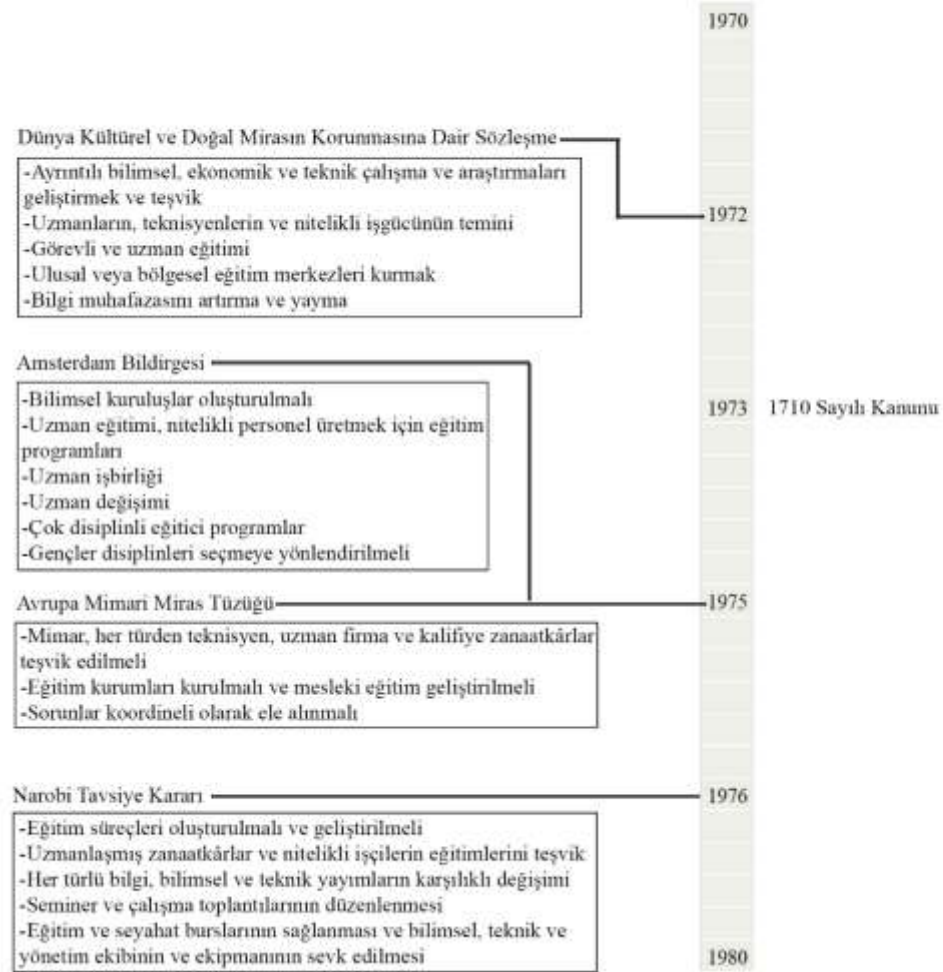 1970
Dünya Kültürel ve Doğal Mirasın Korunmasına Dair Sözleşme
-Ayrıntılı bilimsel, ekonomik ve teknik çalışma ve araştırmaları
geliştirmek ve teşvik
-Uzmanların, teknisyenlerin ve nitelikli işgücünün temini
-Görevli ve uzman eğitimi
-Ulusal veya bölgesel eğitim merkezleri kurmak
-Bilgi muhafazasını artırma ve yayma
1972
Amsterdam Bildirgesi
-Bilimsel kuruluşlar oluşturulmalı
-Uzman eğitimi, nitelikli personel üretmek için eğitim
programları
-Uzman işbirliği
-Uzman değişimi
-Çok disiplinli eğitici programlar
-Gençler disiplinleri seçmeye yönlendirilmeli
1973 1710 Sayılı Kanunu
Avrupa Mimari Miras Tüzüğü
1975
-Mimar, her türden teknisyen, uzman firma ve kalifiye zanaatkârlar
teşvik edilmeli
-Eğitim kurumları kurulmalı ve mesleki eğitim geliştirilmeli
-Sorunlar koordineli olarak ele alınmalı
Narobi Tavsiye Kararı
1976
-Eğitim süreçleri oluşturulmalı ve geliştirilmeli
-Uzmanlaşmış zanaatkârlar ve nitelikli işçilerin eğitimlerini teşvik
-Her türlü bilgi, bilimsel ve teknik yayımların karşılıklı değişimi
-Seminer ve çalışma toplantılarının düzenlenmesi
-Eğitim ve seyahat burslarının sağlanması ve bilimsel, teknik ve
yönetim ekibinin ve ekipmanının sevk edilmesi
1980